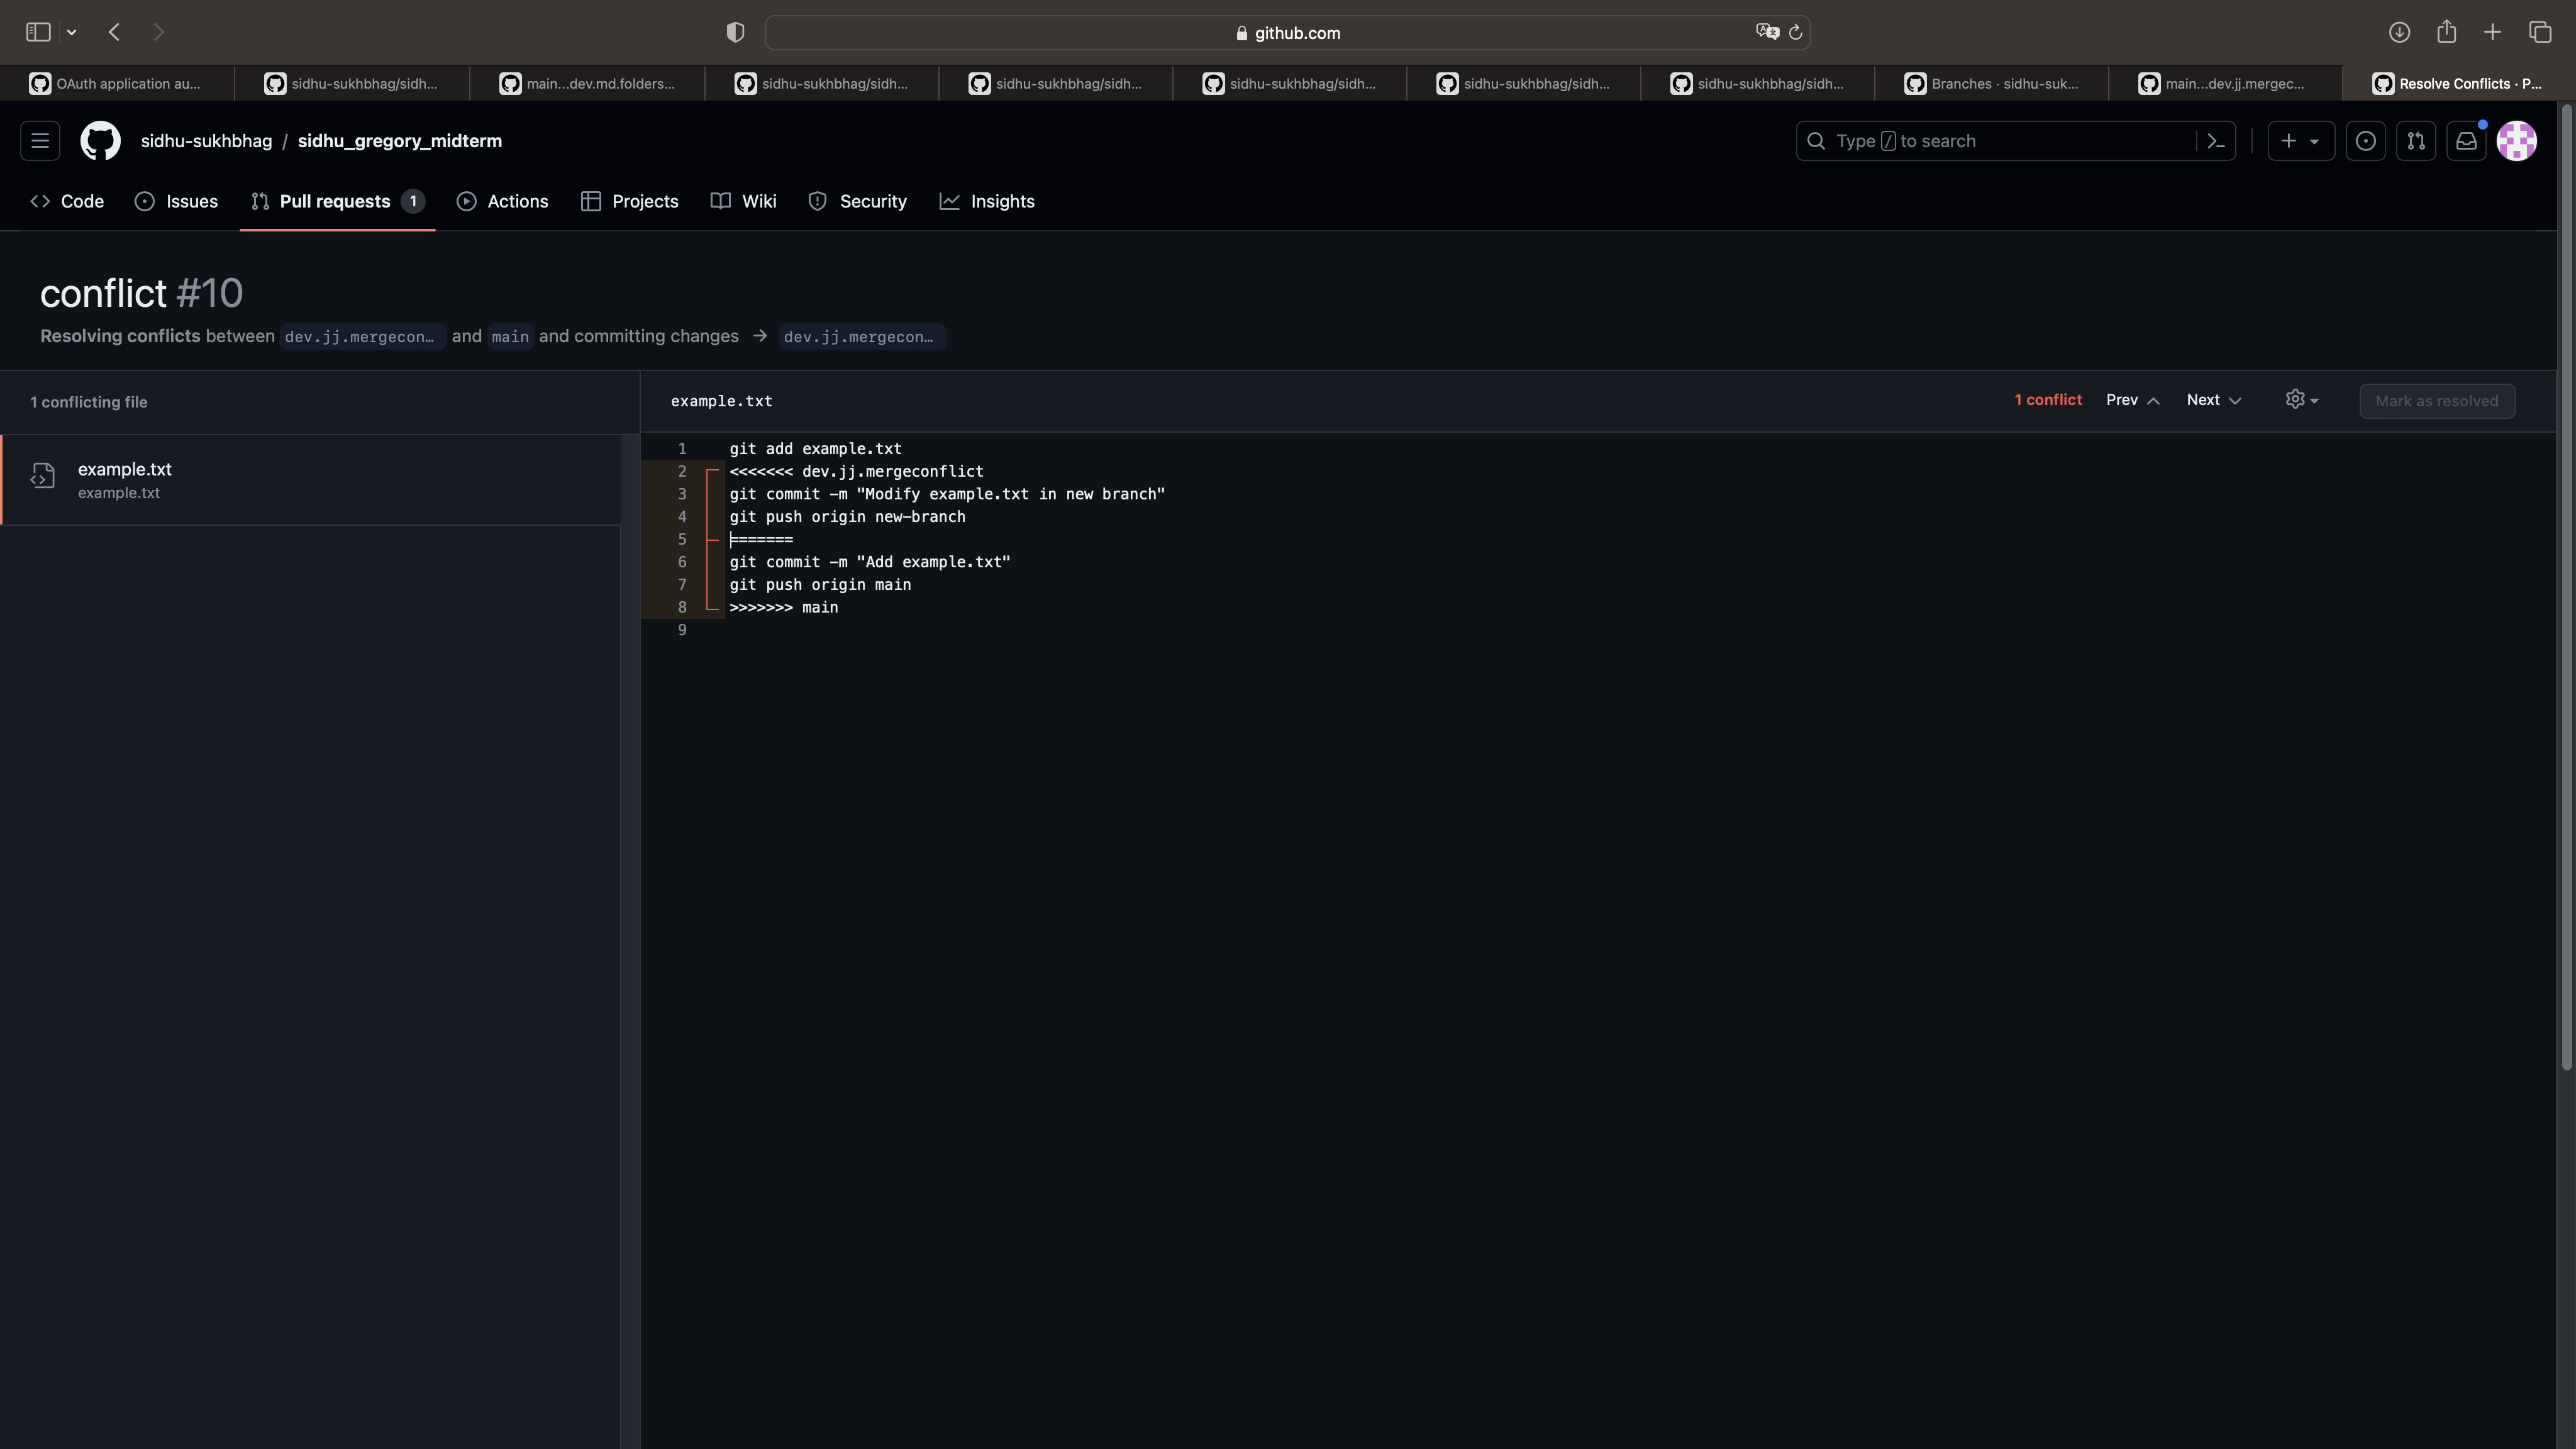 github.com
OAuth application au...
sidhu-sukhbhag/sidh...
main...dev.md.folders...
sidhu-sukhbhag/sidh...
sidhu-sukhbhag/sidh...
sidhu-sukhbhag/sidh...
sidhu-sukhbhag/sidh...
sidhu-sukhbhag/sidh...
Branches · sidhu-suk...
main...dev.jj.mergec...
Resolve Conflicts · P...
sidhu-sukhbhag / sidhu_gregory_midterm
Type / to search
Code
Issues
Pull requests 1
Actions
Projects
Wiki
Security
Insights
conflict #10
Resolving conflicts between dev.jj.mergecon… and main and committing changes → dev.jj.mergecon…
1 conflicting file
example.txt
example.txt
example.txt
1 conflict
Prev
Next
Mark as resolved
1 git add example.txt
2 <<<<<<< dev.jj.mergeconflict
3 git commit -m "Modify example.txt in new branch"
4 git push origin new-branch
5 =======
6 git commit -m "Add example.txt"
7 git push origin main
8 >>>>>>> main
9